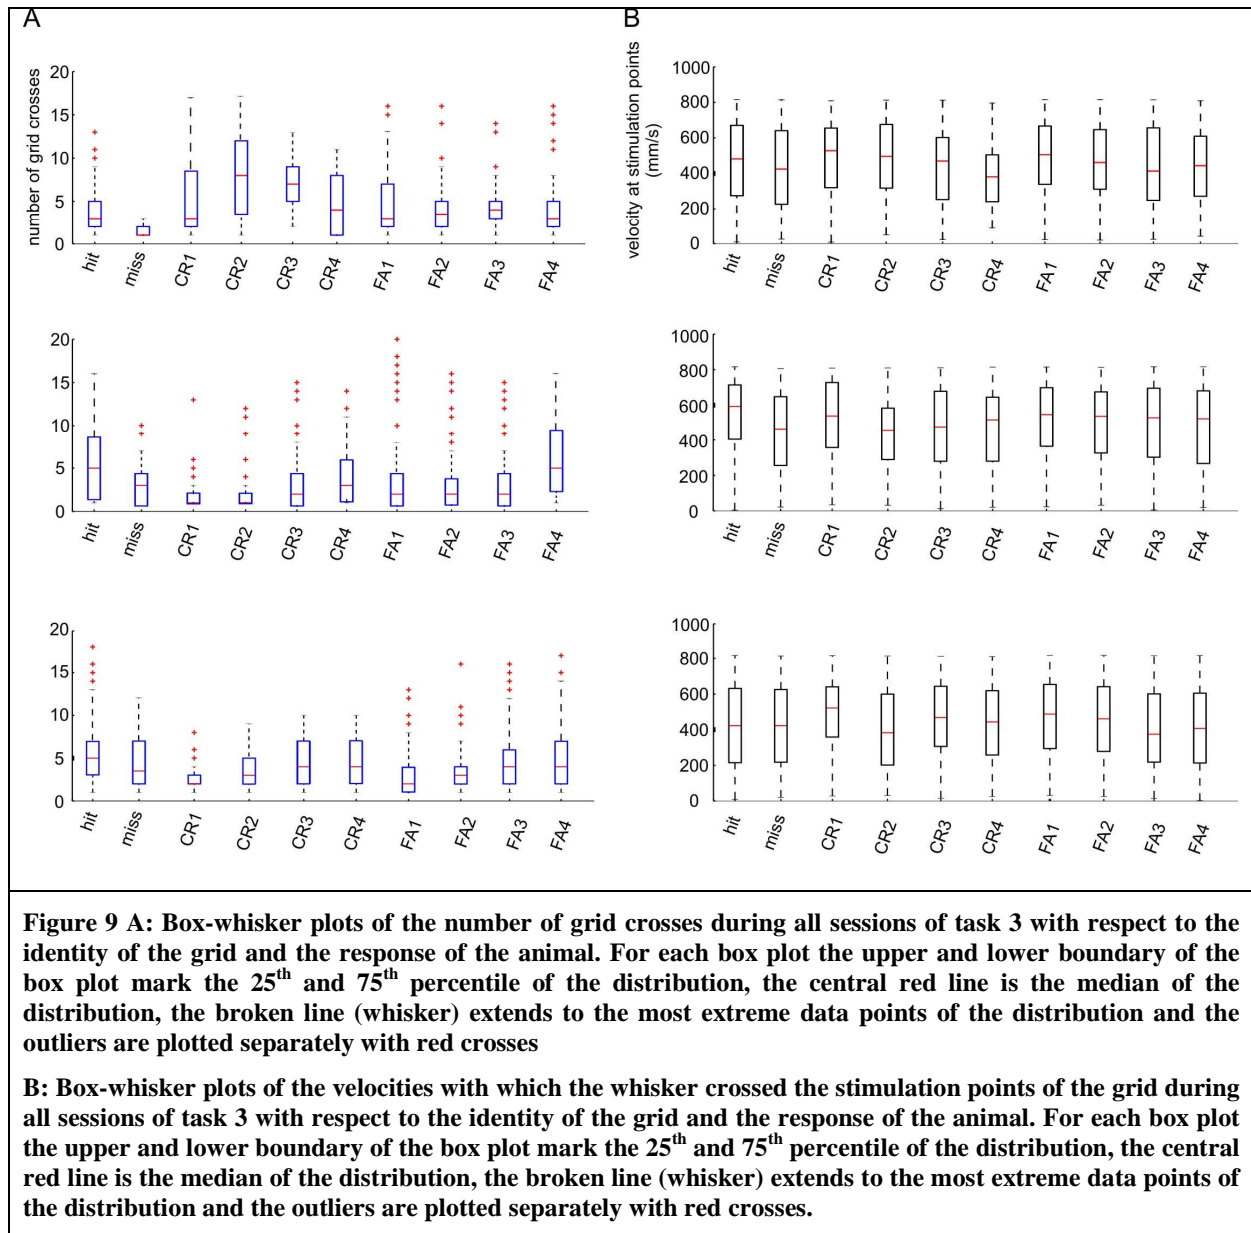 A
number of grid crosses
20
15
10
5
0
hit miss CR1 CR2 CR3 CR4 FA1 FA2 FA3 FA4
20
15
10
5
0
hit miss CR1 CR2 CR3 CR4 FA1 FA2 FA3 FA4
20
15
10
5
0
hit miss CR1 CR2 CR3 CR4 FA1 FA2 FA3 FA4
B
velocity at stimulation points
(mm/s)
1000
800
600
400
200
0
hit miss CR1 CR2 CR3 CR4 FA1 FA2 FA3 FA4
1000
800
600
400
200
0
hit miss CR1 CR2 CR3 CR4 FA1 FA2 FA3 FA4
1000
800
600
400
200
0
hit miss CR1 CR2 CR3 CR4 FA1 FA2 FA3 FA4
Figure 9 A: Box-whisker plots of the number of grid crosses during all sessions of task 3 with respect to the
identity of the grid and the response of the animal. For each box plot the upper and lower boundary of the
box plot mark the 25th and 75th percentile of the distribution, the central red line is the median of the
distribution, the broken line (whisker) extends to the most extreme data points of the distribution and the
outliers are plotted separately with red crosses
B: Box-whisker plots of the velocities with which the whisker crossed the stimulation points of the grid during
all sessions of task 3 with respect to the identity of the grid and the response of the animal. For each box plot
the upper and lower boundary of the box plot mark the 25th and 75th percentile of the distribution, the central
red line is the median of the distribution, the broken line (whisker) extends to the most extreme data points of
the distribution and the outliers are plotted separately with red crosses.